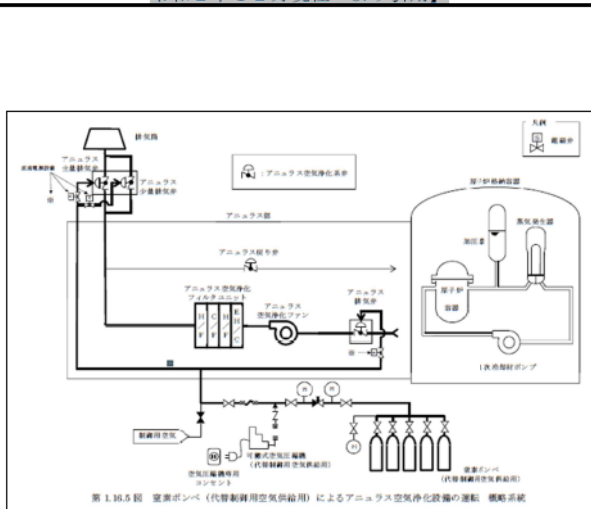 排気筒
凡例
電磁弁
アニュラス
少量排気弁
アニュラス
少量排気弁
：アニュラス空気浄化系弁
アニュラス部
原子炉格納容器
加圧器
蒸気発生器
アニュラス空気浄化
フィルタユニット
アニュラス
空気浄化ファン
アニュラス
排気弁
原子炉
容器
1次冷却材ポンプ
制御用空気
可搬式空気圧縮機
（代替制御用空気供給用）
空気圧縮機専用
コンセント
窒素ボンベ
（代替制御用空気供給用）
第 1.16.5 図 窒素ボンベ（代替制御用空気供給用）によるアニュラス空気浄化設備の運転 概略系統